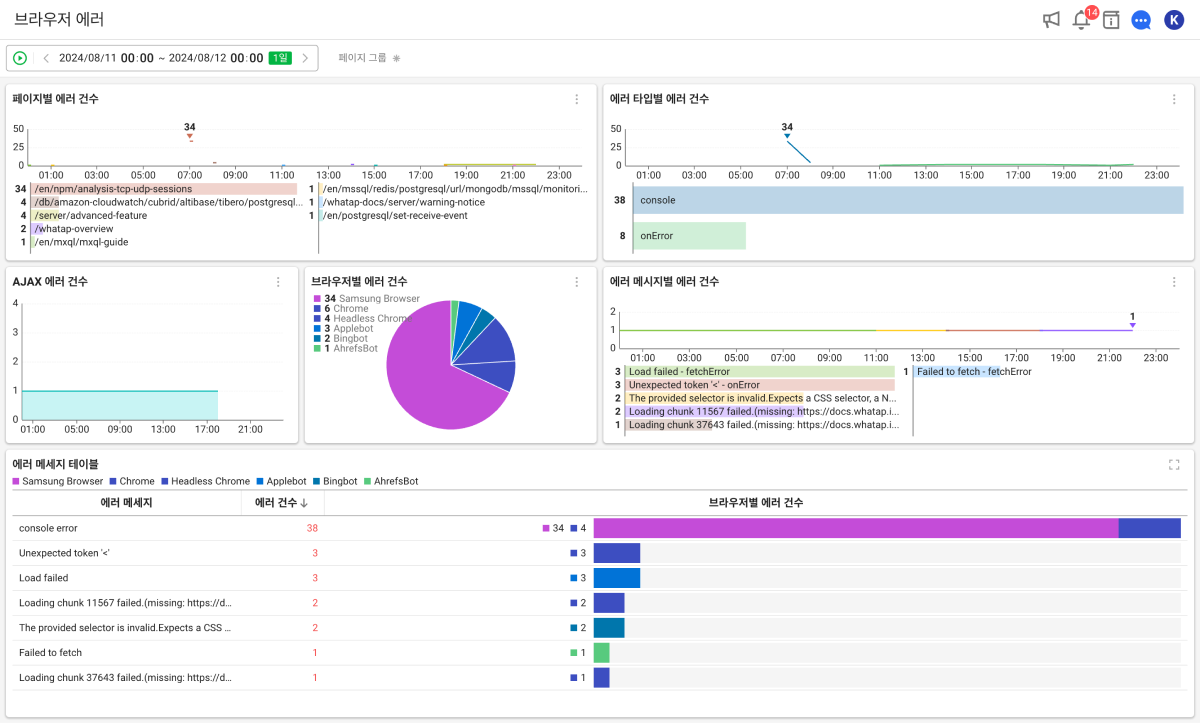 브라우저 에러
14
K
2024/08/11 00:00 ~ 2024/08/12 00:00 1일
페이지 그룹 ✳
페이지별 에러 건수
50
25
0
34
01:00 03:00 05:00 07:00 09:00 11:00 13:00 15:00 17:00 19:00 21:00 23:00
34 /en/npm/analysis-tcp-udp-sessions
4 /db/amazon-cloudwatch/cubrid/altibase/tibero/postgresql...
4 /server/advanced-feature
2 /whatap-overview
1 /en/mxql/mxql-guide
1 /en/mssql/redis/postgresql/url/mongodb/mssql/monitori...
1 /whatap-docs/server/warning-notice
1 /en/postgresql/set-receive-event
에러 타입별 에러 건수
50
25
0
34
01:00 03:00 05:00 07:00 09:00 11:00 13:00 15:00 17:00 19:00 21:00 23:00
38 console
8 onError
AJAX 에러 건수
4
3
2
1
0
01:00 05:00 09:00 13:00 17:00 21:00
브라우저별 에러 건수
34 Samsung Browser
6 Chrome
4 Headless Chrome
3 Applebot
2 Bingbot
1 AhrefsBot
에러 메시지별 에러 건수
2
1
0
1
01:00 03:00 05:00 07:00 09:00 11:00 13:00 15:00 17:00 19:00 21:00 23:00
3 Load failed - fetchError
3 Unexpected token '<' - onError
2 The provided selector is invalid.Expects a CSS selector, a N...
2 Loading chunk 11567 failed.(missing: https://docs.whatap.i...
1 Loading chunk 37643 failed.(missing: https://docs.whatap.i...
1 Failed to fetch - fetchError
에러 메세지 테이블
Samsung Browser Chrome Headless Chrome Applebot Bingbot AhrefsBot
에러 메세지 에러 건수 ↓ 브라우저별 에러 건수
console error 38 34 4
Unexpected token '<' 3 3
Load failed 3 3
Loading chunk 11567 failed.(missing: https://d... 2 2
The provided selector is invalid.Expects a CSS ... 2 2
Failed to fetch 1 1
Loading chunk 37643 failed.(missing: https://d... 1 1